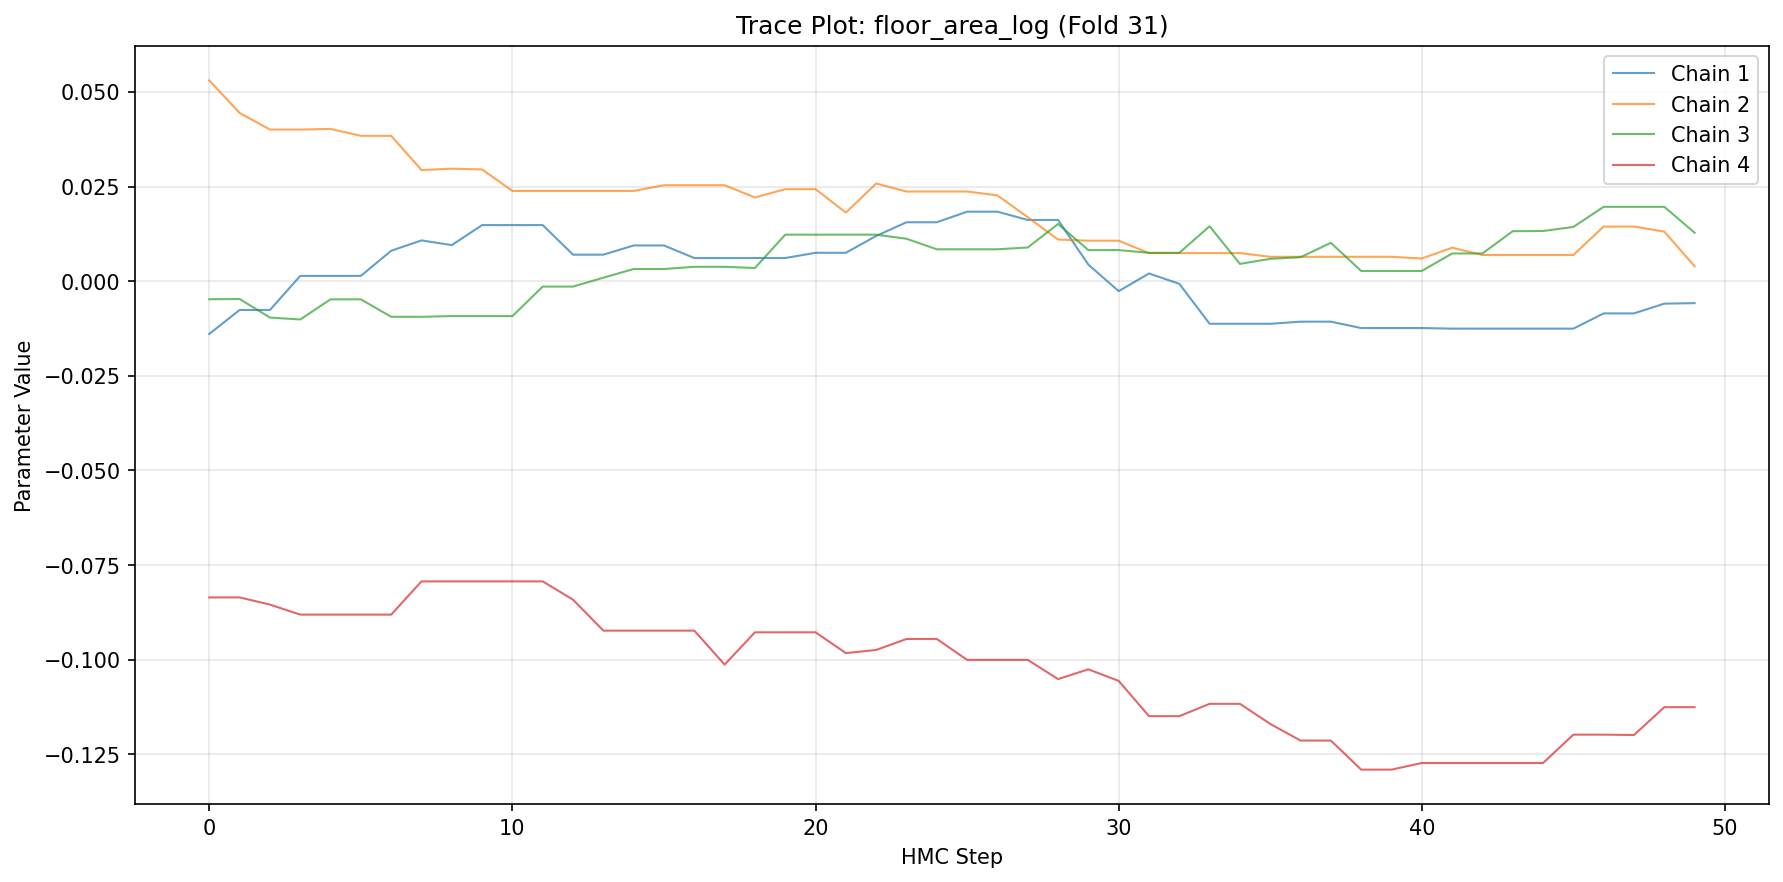 Trace Plot: floor_area_log (Fold 31)
Chain 1
Chain 2
Chain 3
Chain 4
Parameter Value
0.050
0.025
0.000
−0.025
−0.050
−0.075
−0.100
−0.125
0
10
20
30
40
50
HMC Step